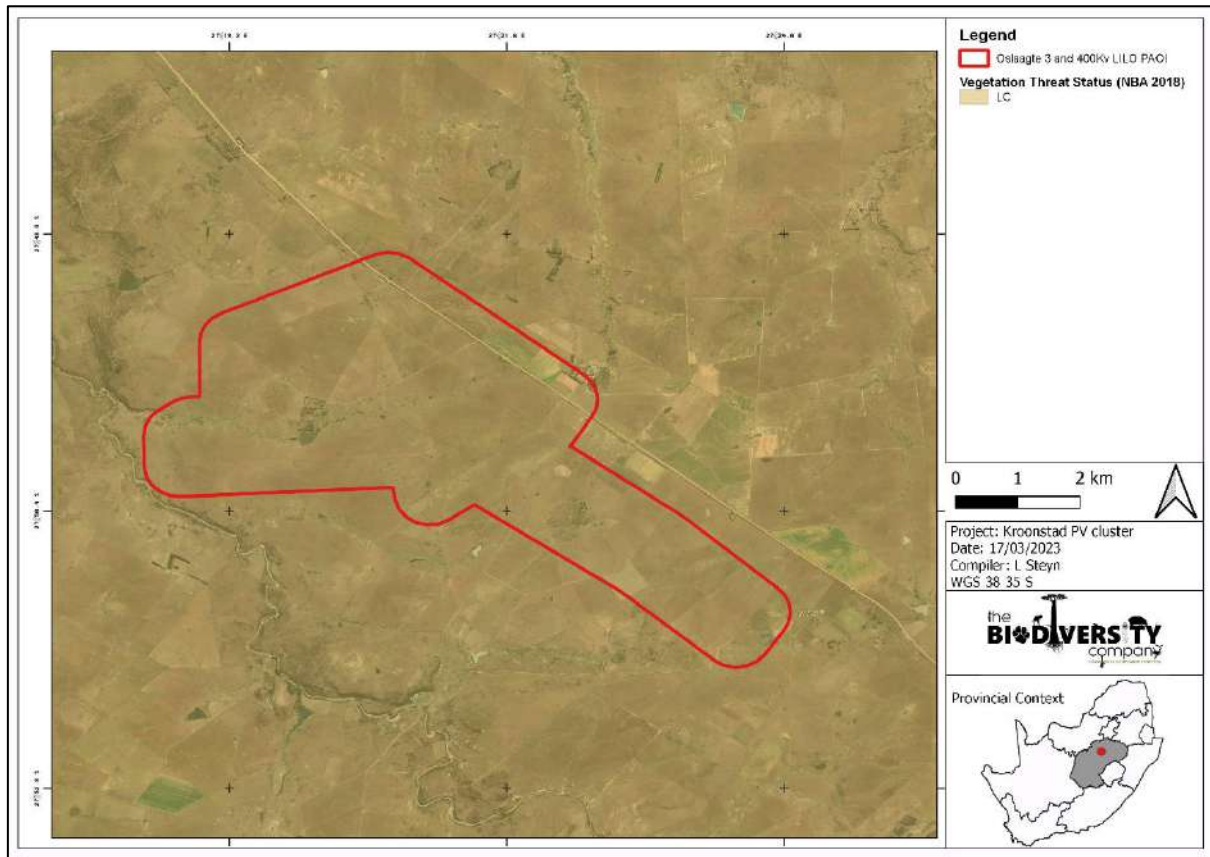 Legend
Oslaagte 3 and 400Kv LILO PAOI
Vegetation Threat Status (NBA 2018)
LC
0 1 2 km
Project: Kroonstad PV cluster
Date: 17/03/2023
Compiler: L Steyn
WGS 38 35 S
the
BIODIVERSITY
company
Provincial Context